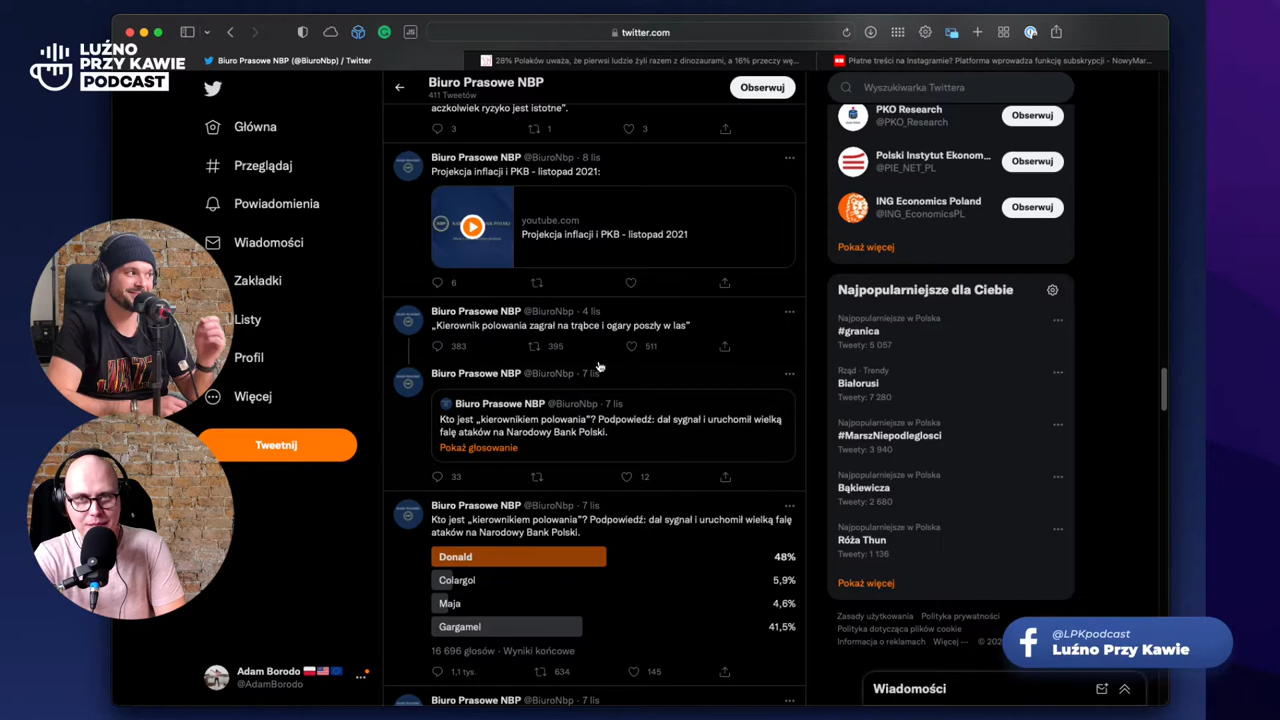 LUŹNO
PRZY KAWIE
PODCAST
twitter.com
Biuro Prasowe NBP (@BiuroNbp) / Twitter
28% Polaków uważa, że pierwsi ludzie żyli razem z dinozaurami, a 16% przeczy wę...
Płatne treści na Instagramie? Platforma wprowadza funkcję subskrypcji - NowyMar...
Główna
Przeglądaj
Powiadomienia
Wiadomości
Zakładki
Listy
Profil
Więcej
Tweetnij
Adam Borodo
@AdamBorodo
Biuro Prasowe NBP
411 Tweetów
Obserwuj
aczkolwiek ryzyko jest istotne”.
3 1 3
Biuro Prasowe NBP @BiuroNbp · 8 lis
Projekcja inflacji i PKB - listopad 2021:
youtube.com
Projekcja inflacji i PKB - listopad 2021
6
Biuro Prasowe NBP @BiuroNbp · 4 lis
„Kierownik polowania zagrał na trąbce i ogary poszły w las”
383 395 511
Biuro Prasowe NBP @BiuroNbp · 7 lis
Biuro Prasowe NBP @BiuroNbp · 7 lis
Kto jest „kierownikiem polowania”? Podpowiedź: dał sygnał i uruchomił wielką
falę ataków na Narodowy Bank Polski.
Pokaż głosowanie
33 12
Biuro Prasowe NBP @BiuroNbp · 7 lis
Kto jest „kierownikiem polowania”? Podpowiedź: dał sygnał i uruchomił wielką falę
ataków na Narodowy Bank Polski.
Donald 48%
Colargol 5,9%
Maja 4,6%
Gargamel 41,5%
16 696 głosów · Wyniki końcowe
1,1 tys. 634 145
Biuro Prasowe NBP @BiuroNbp · 7 lis
Wyszukiwarka Twittera
PKO Research
@PKO_Research
Obserwuj
Polski Instytut Ekonom...
@PIE_NET_PL
Obserwuj
ING Economics Poland
@ING_EconomicsPL
Obserwuj
Pokaż więcej
Najpopularniejsze dla Ciebie
Najpopularniejsze w Polsce
#granica
Tweety: 5 057
Rząd · Trendy
Białorusi
Tweety: 7 280
Najpopularniejsze w Polsce
#MarszNiepodleglosci
Tweety: 3 940
Najpopularniejsze w Polsce
Bąkiewicza
Tweety: 2 680
Najpopularniejsze w Polsce
Róża Thun
Tweety: 1 136
Pokaż więcej
Zasady użytkowania Polityka prywatności
Polityka dotycząca plików cookie
Informacja o reklamach Więcej ··· © 202
@LPKpodcast
Luźno Przy Kawie
Wiadomości